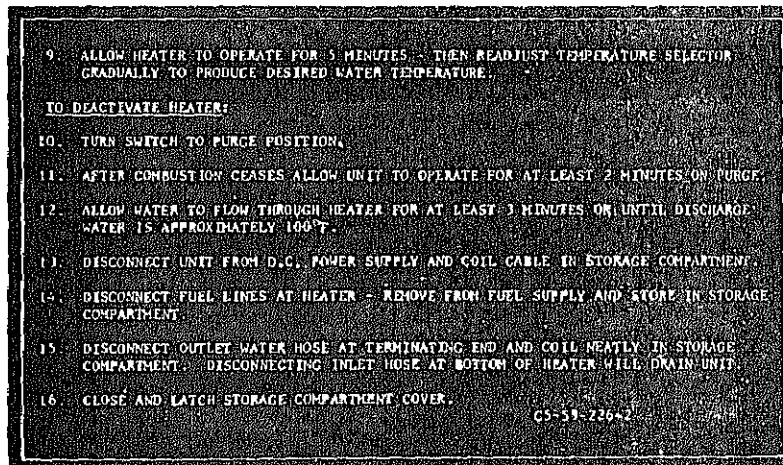 9. ALLOW HEATER TO OPERATE FOR 5 MINUTES - THEN READJUST TEMPERATURE SELECTOR
GRADUALLY TO PRODUCE DESIRED WATER TEMPERATURE.
TO DEACTIVATE HEATER:
10. TURN SWITCH TO PURGE POSITION.
11. AFTER COMBUSTION CEASES ALLOW UNIT TO OPERATE FOR AT LEAST 2 MINUTES ON PURGE.
12. ALLOW WATER TO FLOW THROUGH HEATER FOR AT LEAST 3 MINUTES OR UNTIL DISCHARGE
WATER IS APPROXIMATELY 100°F.
13. DISCONNECT UNIT FROM D.C. POWER SUPPLY AND COIL CABLE IN STORAGE COMPARTMENT.
14. DISCONNECT FUEL LINES AT HEATER - REMOVE FROM FUEL SUPPLY AND STORE IN STORAGE
COMPARTMENT.
15. DISCONNECT OUTLET WATER HOSE AT TERMINATING END AND COIL NEATLY IN STORAGE
COMPARTMENT. DISCONNECTING INLET HOSE AT BOTTOM OF HEATER WILL DRAIN UNIT.
16. CLOSE AND LATCH STORAGE COMPARTMENT COVER.
C5-59-22642